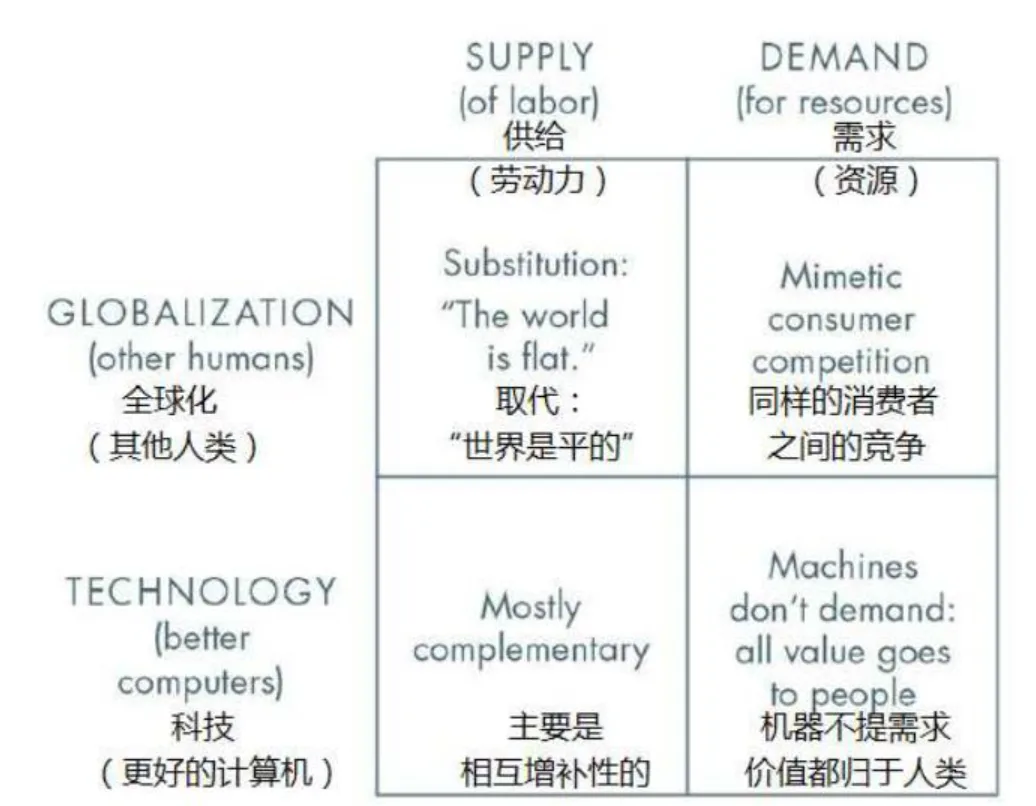 SUPPLY
(of labor)
供给
（劳动力）
DEMAND
(for resources)
需求
（资源）
GLOBALIZATION
(other humans)
全球化
（其他人类）
Substitution:
“The world
is flat.”
取代：
“世界是平的”
Mimetic
consumer
competition
同样的消费者
之间的竞争
TECHNOLOGY
(better
computers)
科技
（更好的计算机）
Mostly
complementary
主要是
相互增补性的
Machines
don’t demand:
all value goes
to people
机器不提需求
价值都归于人类